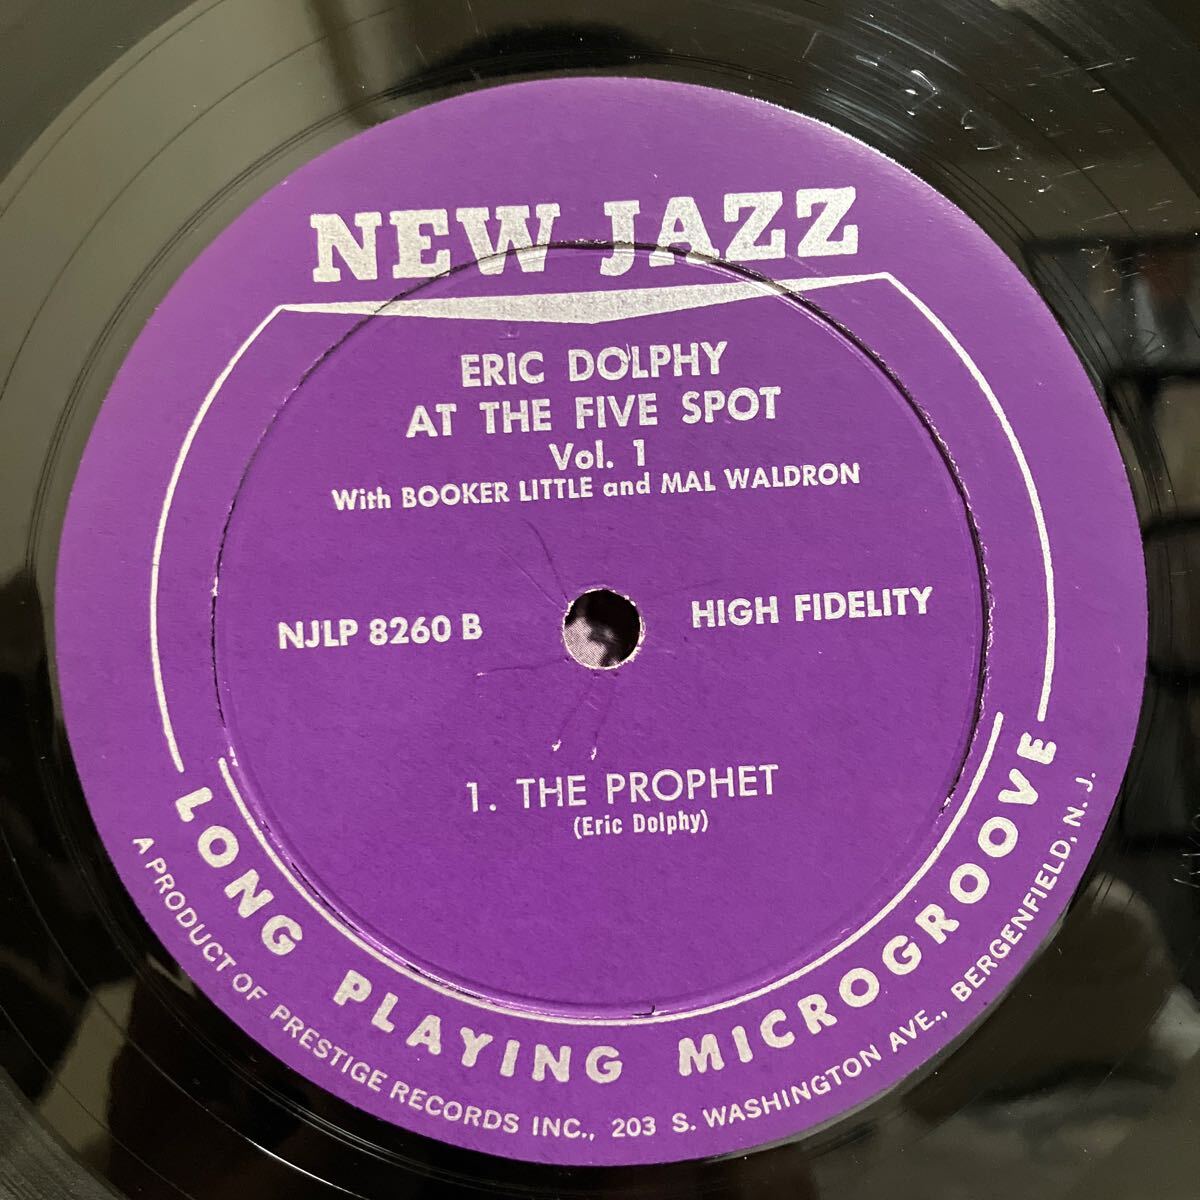 NEW JAZZ
ERIC DOLPHY
AT THE FIVE SPOT
Vol. 1
With BOOKER LITTLE and MAL WALDRON
NJLP 8260 B
HIGH FIDELITY
1. THE PROPHET
(Eric Dolphy)
LONG PLAYING MICROGROOVE
A PRODUCT OF PRESTIGE RECORDS INC., 203 S. WASHINGTON AVE., BERGENFIELD, N. J.